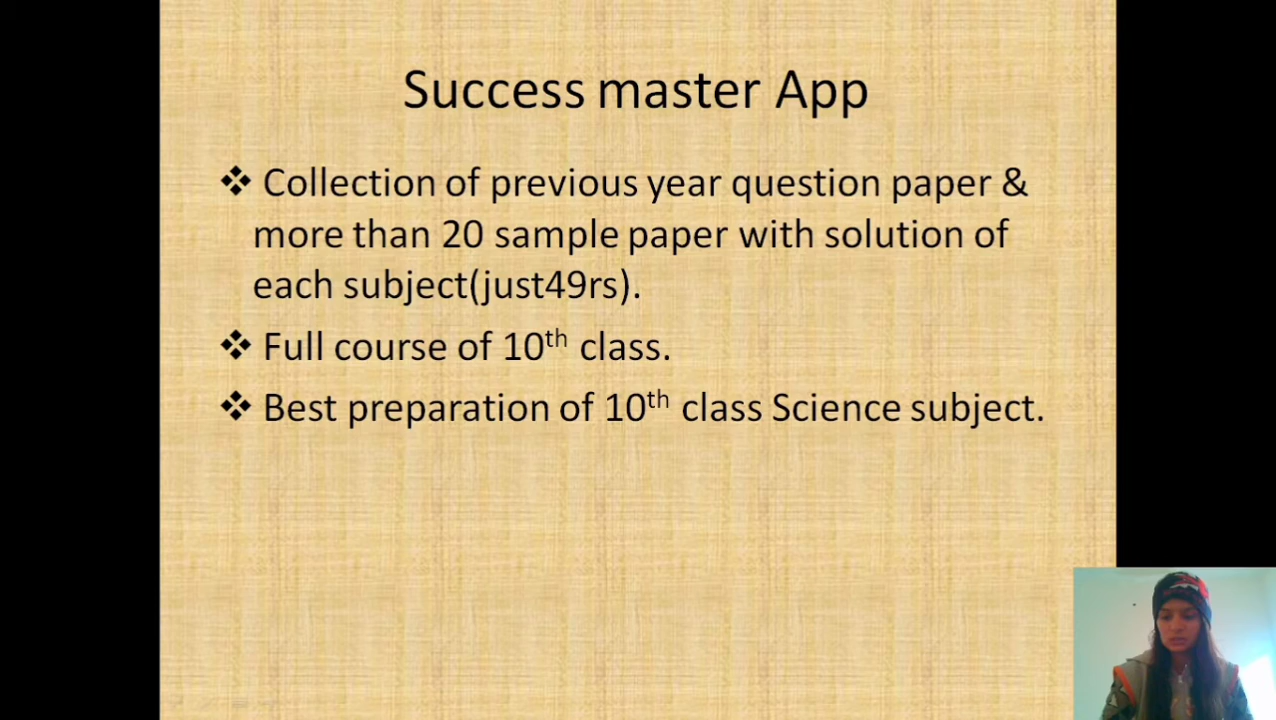 Success master App
❖ Collection of previous year question paper &
more than 20 sample paper with solution of
each subject(just49rs).
❖ Full course of 10th class.
❖ Best preparation of 10th class Science subject.